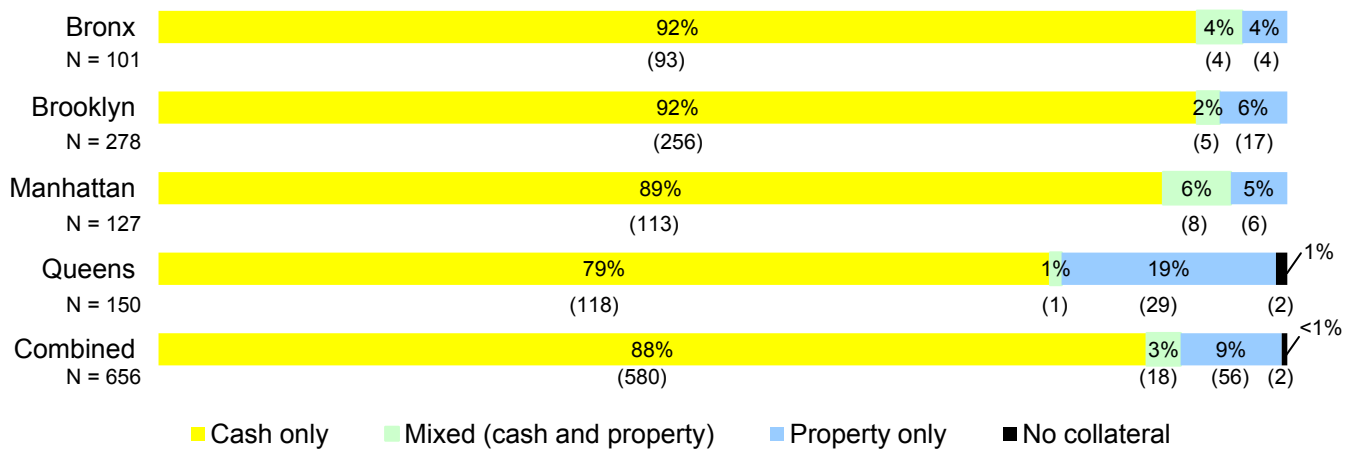 Bronx 92% 4% 4%
N = 101 (93) (4) (4)
Brooklyn 92% 2% 6%
N = 278 (256) (5) (17)
Manhattan 89% 6% 5%
N = 127 (113) (8) (6)
Queens 79% 1% 19% 1%
N = 150 (118) (1) (29) (2)
Combined 88% 3% 9% <1%
N = 656 (580) (18) (56) (2)
Cash only Mixed (cash and property) Property only No collateral